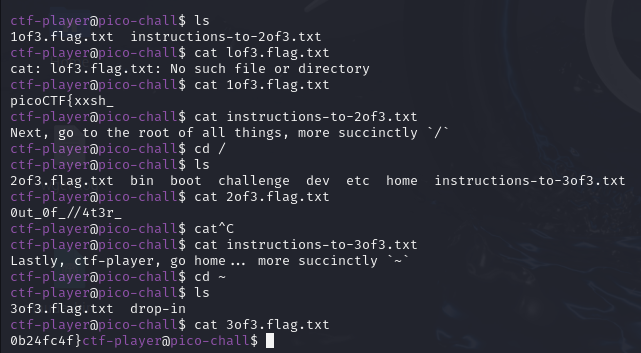 ctf-player@pico-chall$ ls
1of3.flag.txt  instructions-to-2of3.txt
ctf-player@pico-chall$ cat lof3.flag.txt
cat: lof3.flag.txt: No such file or directory
ctf-player@pico-chall$ cat 1of3.flag.txt
picoCTF{xxsh_
ctf-player@pico-chall$ cat instructions-to-2of3.txt
Next, go to the root of all things, more succinctly `/`
ctf-player@pico-chall$ cd /
ctf-player@pico-chall$ ls
2of3.flag.txt  bin  boot  challenge  dev  etc  home  instructions-to-3of3.txt
ctf-player@pico-chall$ cat 2of3.flag.txt
0ut_0f_//4t3r_
ctf-player@pico-chall$ cat^C
ctf-player@pico-chall$ cat instructions-to-3of3.txt
Lastly, ctf-player, go home... more succinctly `~`
ctf-player@pico-chall$ cd ~
ctf-player@pico-chall$ ls
3of3.flag.txt  drop-in
ctf-player@pico-chall$ cat 3of3.flag.txt
0b24fc4f}ctf-player@pico-chall$